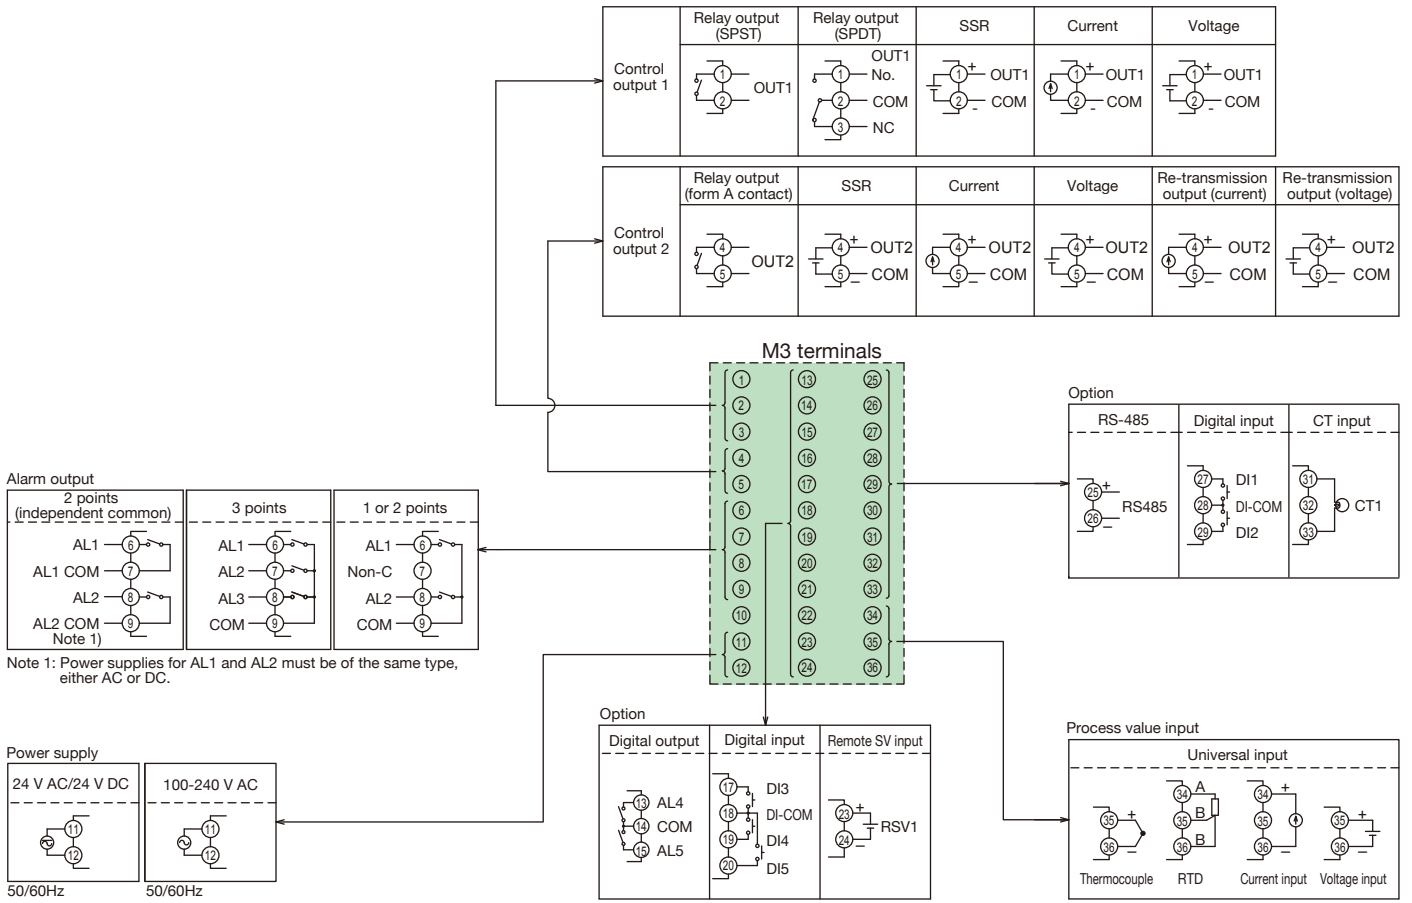 Relay output
(SPST)
Relay output
(SPDT)
SSR
Current
Voltage
Control
output 1
1
2
OUT1
OUT1
1
No.
2
COM
3
NC
1
+
OUT1
2
-
COM
1
+
OUT1
2
-
COM
1
+
OUT1
2
-
COM
Relay output
(form A contact)
SSR
Current
Voltage
Re-transmission
output (current)
Re-transmission
output (voltage)
Control
output 2
4
5
OUT2
4
+
OUT2
5
–
COM
4
+
OUT2
5
–
COM
4
+
OUT2
5
–
COM
4
+
OUT2
5
–
COM
4
+
OUT2
5
–
COM
M3 terminals
1 13 25
2 14 26
3 15 27
4 16 28
5 17 29
6 18 30
7 19 31
8 20 32
9 21 33
10 22 34
11 23 35
12 24 36
Option
RS-485
Digital input
CT input
25
+
26
–
RS485
27
DI1
28
DI-COM
29
DI2
31
32
33
CT1
Alarm output
2 points
(independent common)
3 points
1 or 2 points
AL1
6
AL1 COM
7
AL2
8
AL2 COM
9
Note 1)
AL1
6
AL2
7
AL3
8
COM
9
AL1
6
Non-C
7
AL2
8
COM
9
Note 1: Power supplies for AL1 and AL2 must be of the same type,
either AC or DC.
Power supply
24 V AC/24 V DC
100-240 V AC
11
12
11
12
50/60Hz
50/60Hz
Option
Digital output
Digital input
Remote SV input
13
AL4
14
COM
15
AL5
17
DI3
18
DI-COM
19
DI4
20
DI5
23
+
24
–
RSV1
Process value input
Universal input
35
+
36
–
Thermocouple
34
A
35
B
36
B
RTD
34
+
35
36
–
Current input
35
+
36
–
Voltage input